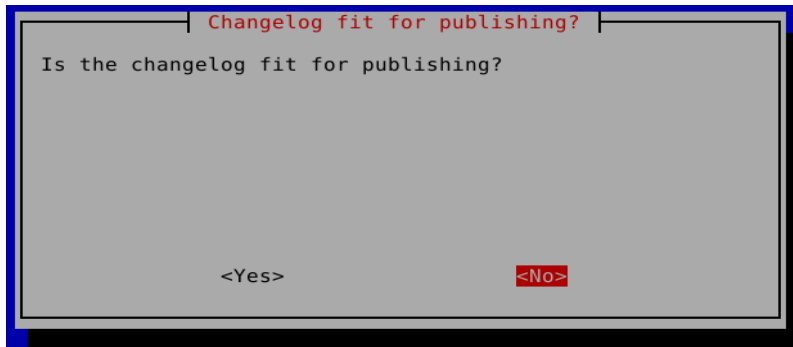 Changelog fit for publishing?
Is the changelog fit for publishing?
<Yes> <No>